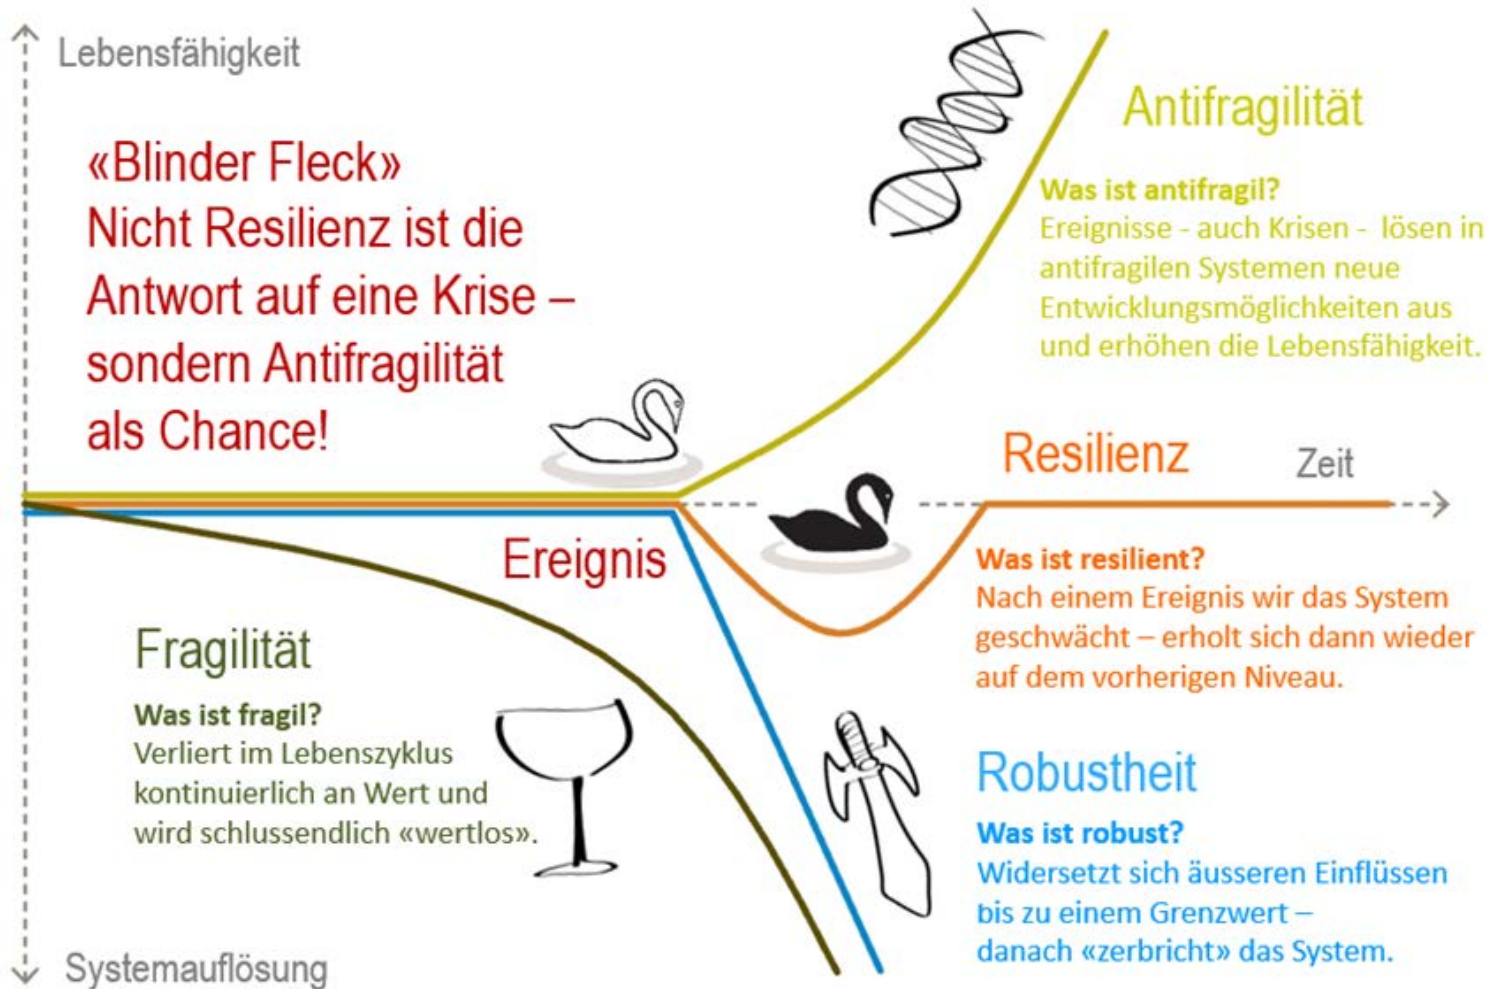 Lebensfähigkeit
«Blinder Fleck»
Nicht Resilienz ist die
Antwort auf eine Krise –
sondern Antifragilität
als Chance!
Antifragilität
Was ist antifragil?
Ereignisse - auch Krisen - lösen in
antifragilen Systemen neue
Entwicklungsmöglichkeiten aus
und erhöhen die Lebensfähigkeit.
Resilienz
Zeit
Ereignis
Was ist resilient?
Nach einem Ereignis wir das System
geschwächt – erholt sich dann wieder
auf dem vorherigen Niveau.
Fragilität
Was ist fragil?
Verliert im Lebenszyklus
kontinuierlich an Wert und
wird schlussendlich «wertlos».
Robustheit
Was ist robust?
Widersetzt sich äusseren Einflüssen
bis zu einem Grenzwert –
danach «zerbricht» das System.
Systemauflösung